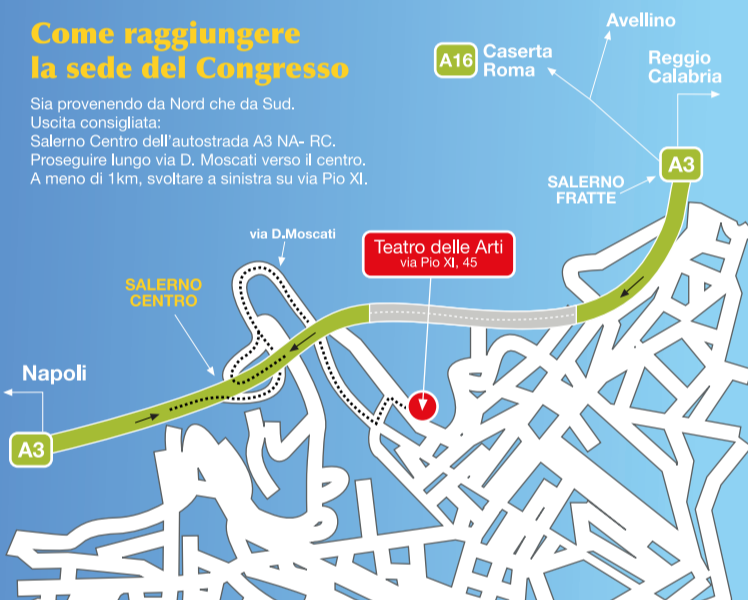 Come raggiungere
la sede del Congresso
Sia provenendo da Nord che da Sud.
Uscita consigliata:
Salerno Centro dell'autostrada A3 NA- RC.
Proseguire lungo via D. Moscati verso il centro.
A meno di 1km, svoltare a sinistra su via Pio XI.
Avellino
A16
Caserta
Roma
Reggio
Calabria
A3
SALERNO
FRATTE
via D.Moscati
Teatro delle Arti
via Pio XI, 45
SALERNO
CENTRO
Napoli
A3